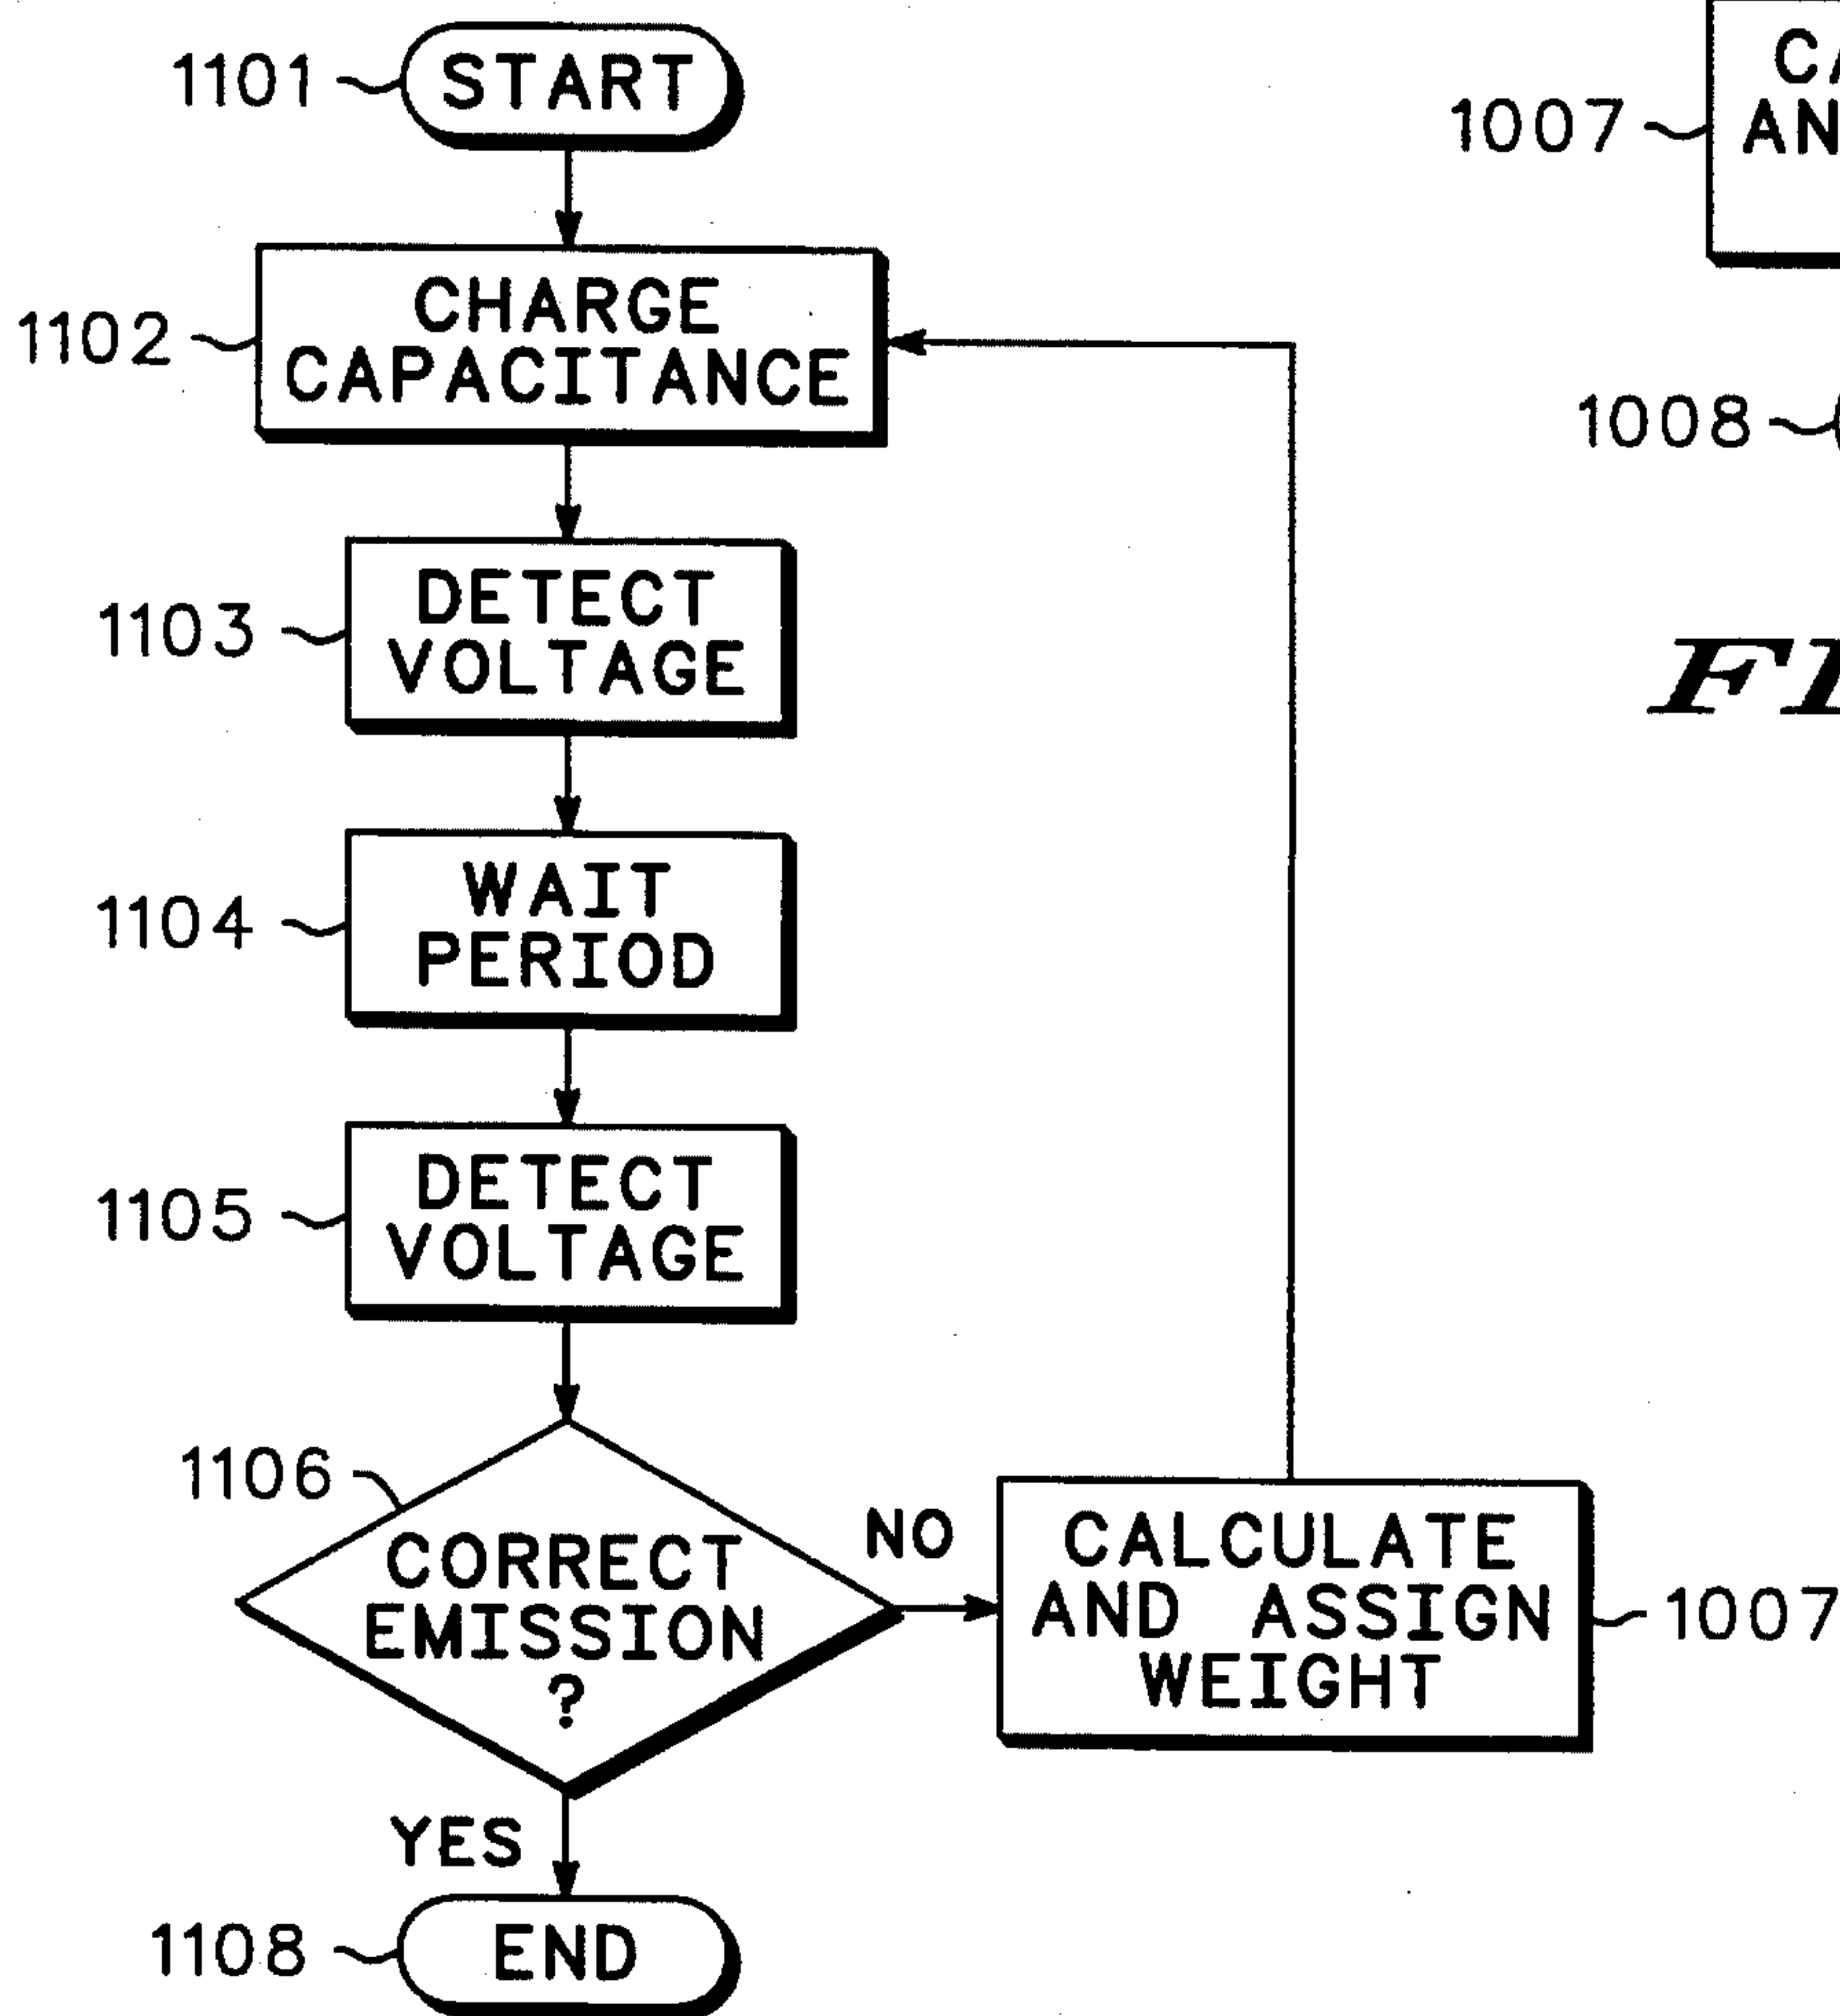 1101
START
1102
CHARGE
CAPACITANCE
1103
DETECT
VOLTAGE
1104
WAIT
PERIOD
1105
DETECT
VOLTAGE
1106
CORRECT
EMISSION
?
NO
CALCULATE
AND ASSIGN
WEIGHT
1007
YES
1108
END
1007
1008